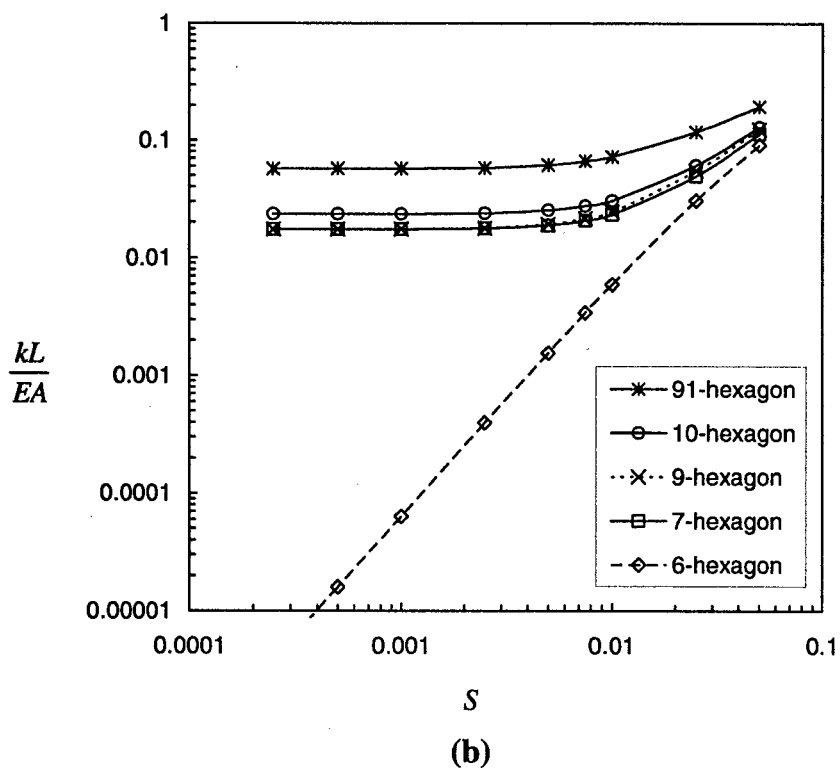 1
0.1
0.01
0.001
0.0001
0.00001
kL
EA
0.0001
0.001
0.01
0.1
S
91-hexagon
10-hexagon
9-hexagon
7-hexagon
6-hexagon
(b)